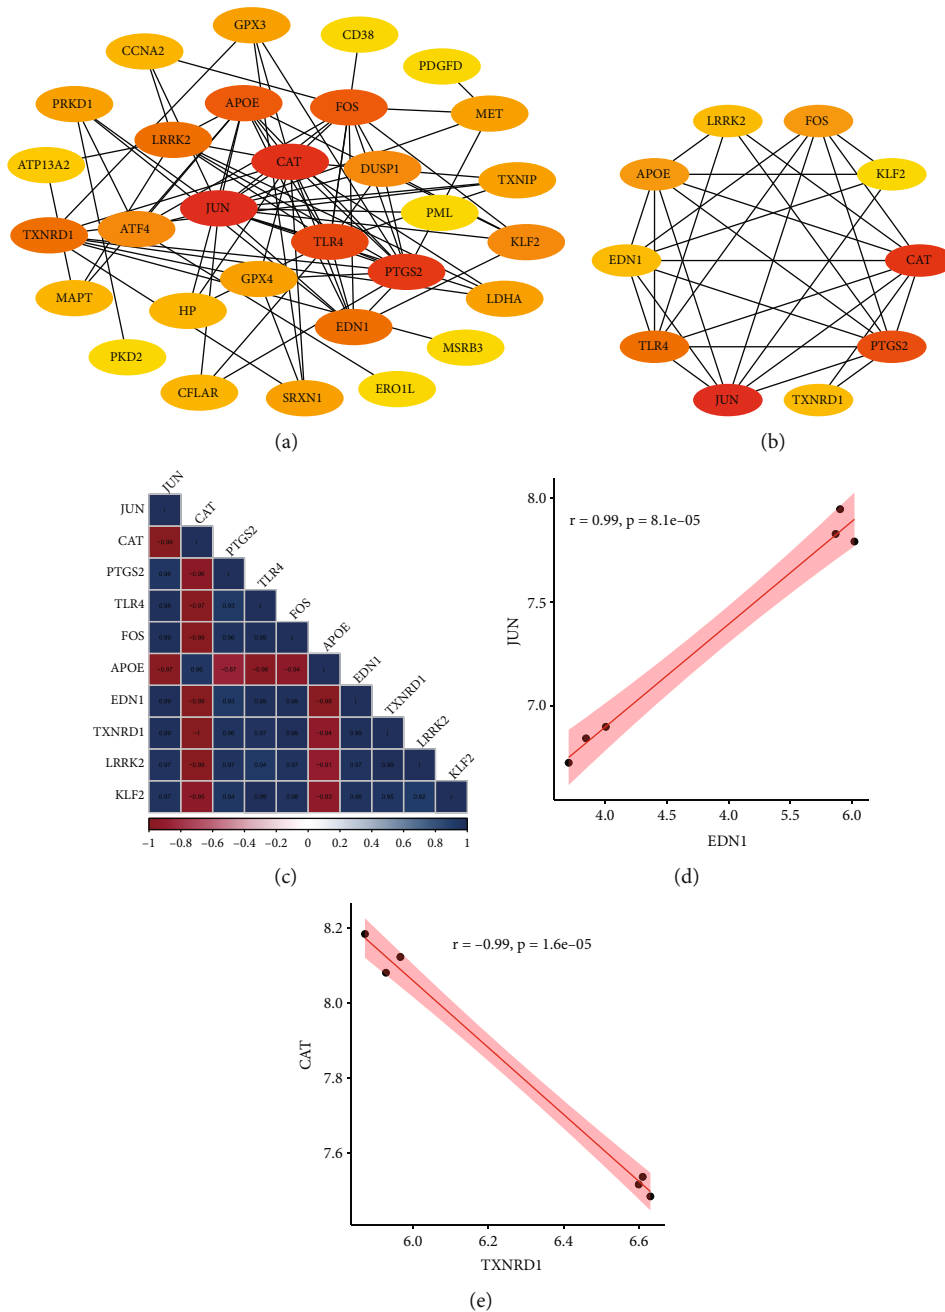 GPX3
CD38
CCNA2
PDGFD
PRKD1
APOE
FOS
MET
LRRK2
CAT
DUSP1
ATP13A2
TXNIP
JUN
PML
TXNRD1
ATF4
TLR4
KLF2
PTGS2
GPX4
MAPT
HP
LDHA
EDN1
MSRB3
PKD2
CFLAR
SRXN1
ERO1L
(a)
LRRK2
FOS
APOE
KLF2
EDN1
CAT
TLR4
PTGS2
JUN
TXNRD1
(b)
JUN
CAT
PTGS2
TLR4
FOS
APOE
EDN1
TXNRD1
LRRK2
KLF2
JUN
CAT
PTGS2
TLR4
FOS
APOE
EDN1
TXNRD1
LRRK2
KLF2
−1 −0.8 −0.6 −0.4 −0.2 0 0.2 0.4 0.6 0.8 1
(c)
8.0
7.5
7.0
JUN
r = 0.99, p = 8.1e–05
4.0 4.5 4.0 5.5 6.0
EDN1
(d)
8.2
8.0
7.8
7.6
CAT
r = –0.99, p = 1.6e–05
6.0 6.2 6.4 6.6
TXNRD1
(e)